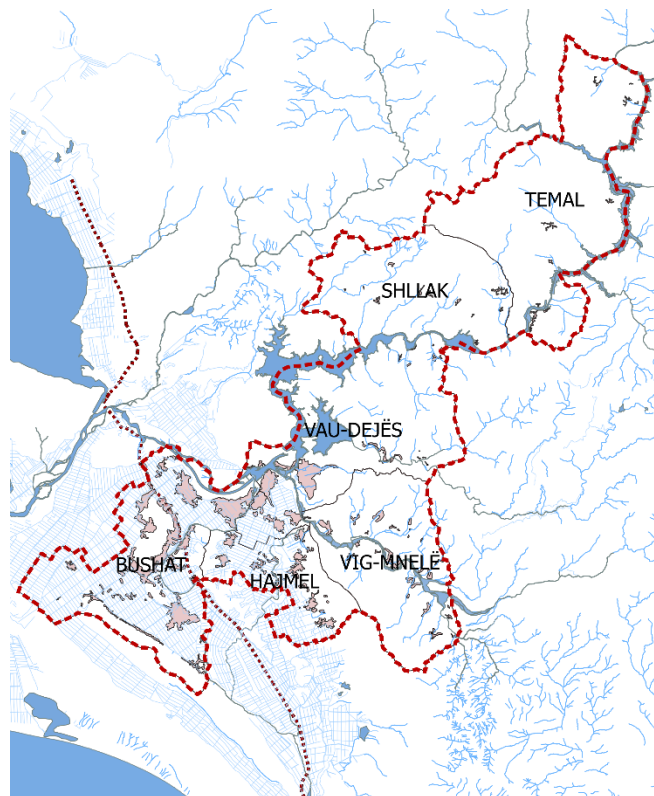 TEMAL
SHLLAK
VAU-DEJËS
BUSHAT
HAJMEL
VIG-MNELË